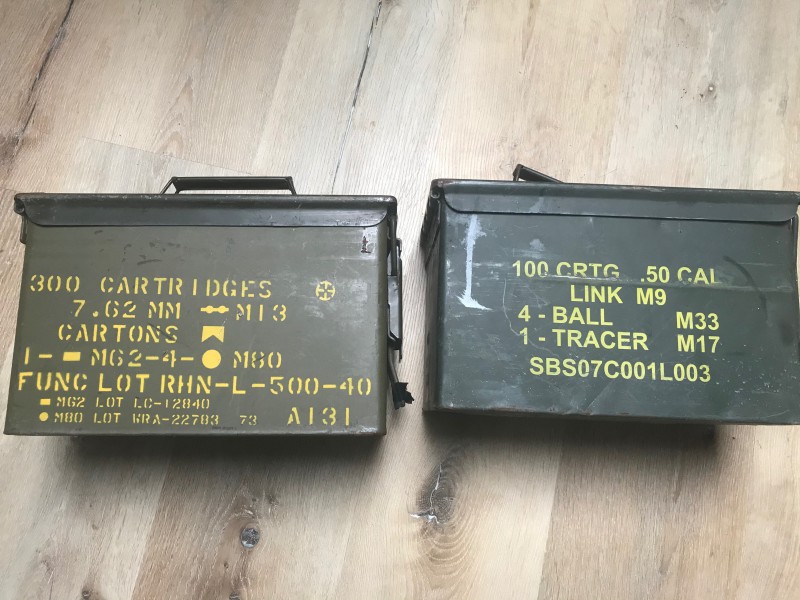 300 CARTRIDGES
7.62 MM M13
CARTONS
1- M62-4- M80
FUNC LOT RHN-L-500-40
M62 LOT LC-12840
M80 LOT WRA-22783 73 A131
100 CRTG .50 CAL
LINK M9
4 - BALL M33
1 - TRACER M17
SBS07C001L003